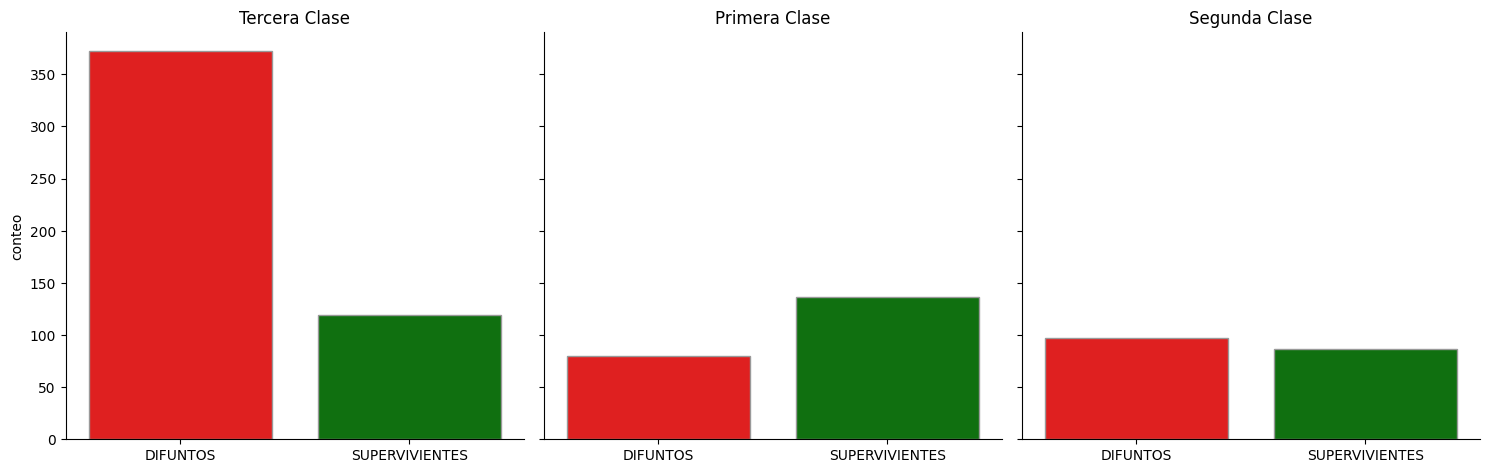 Tercera Clase
Primera Clase
Segunda Clase
conteo
350
300
250
200
150
100
50
0
DIFUNTOS
SUPERVIVIENTES
DIFUNTOS
SUPERVIVIENTES
DIFUNTOS
SUPERVIVIENTES